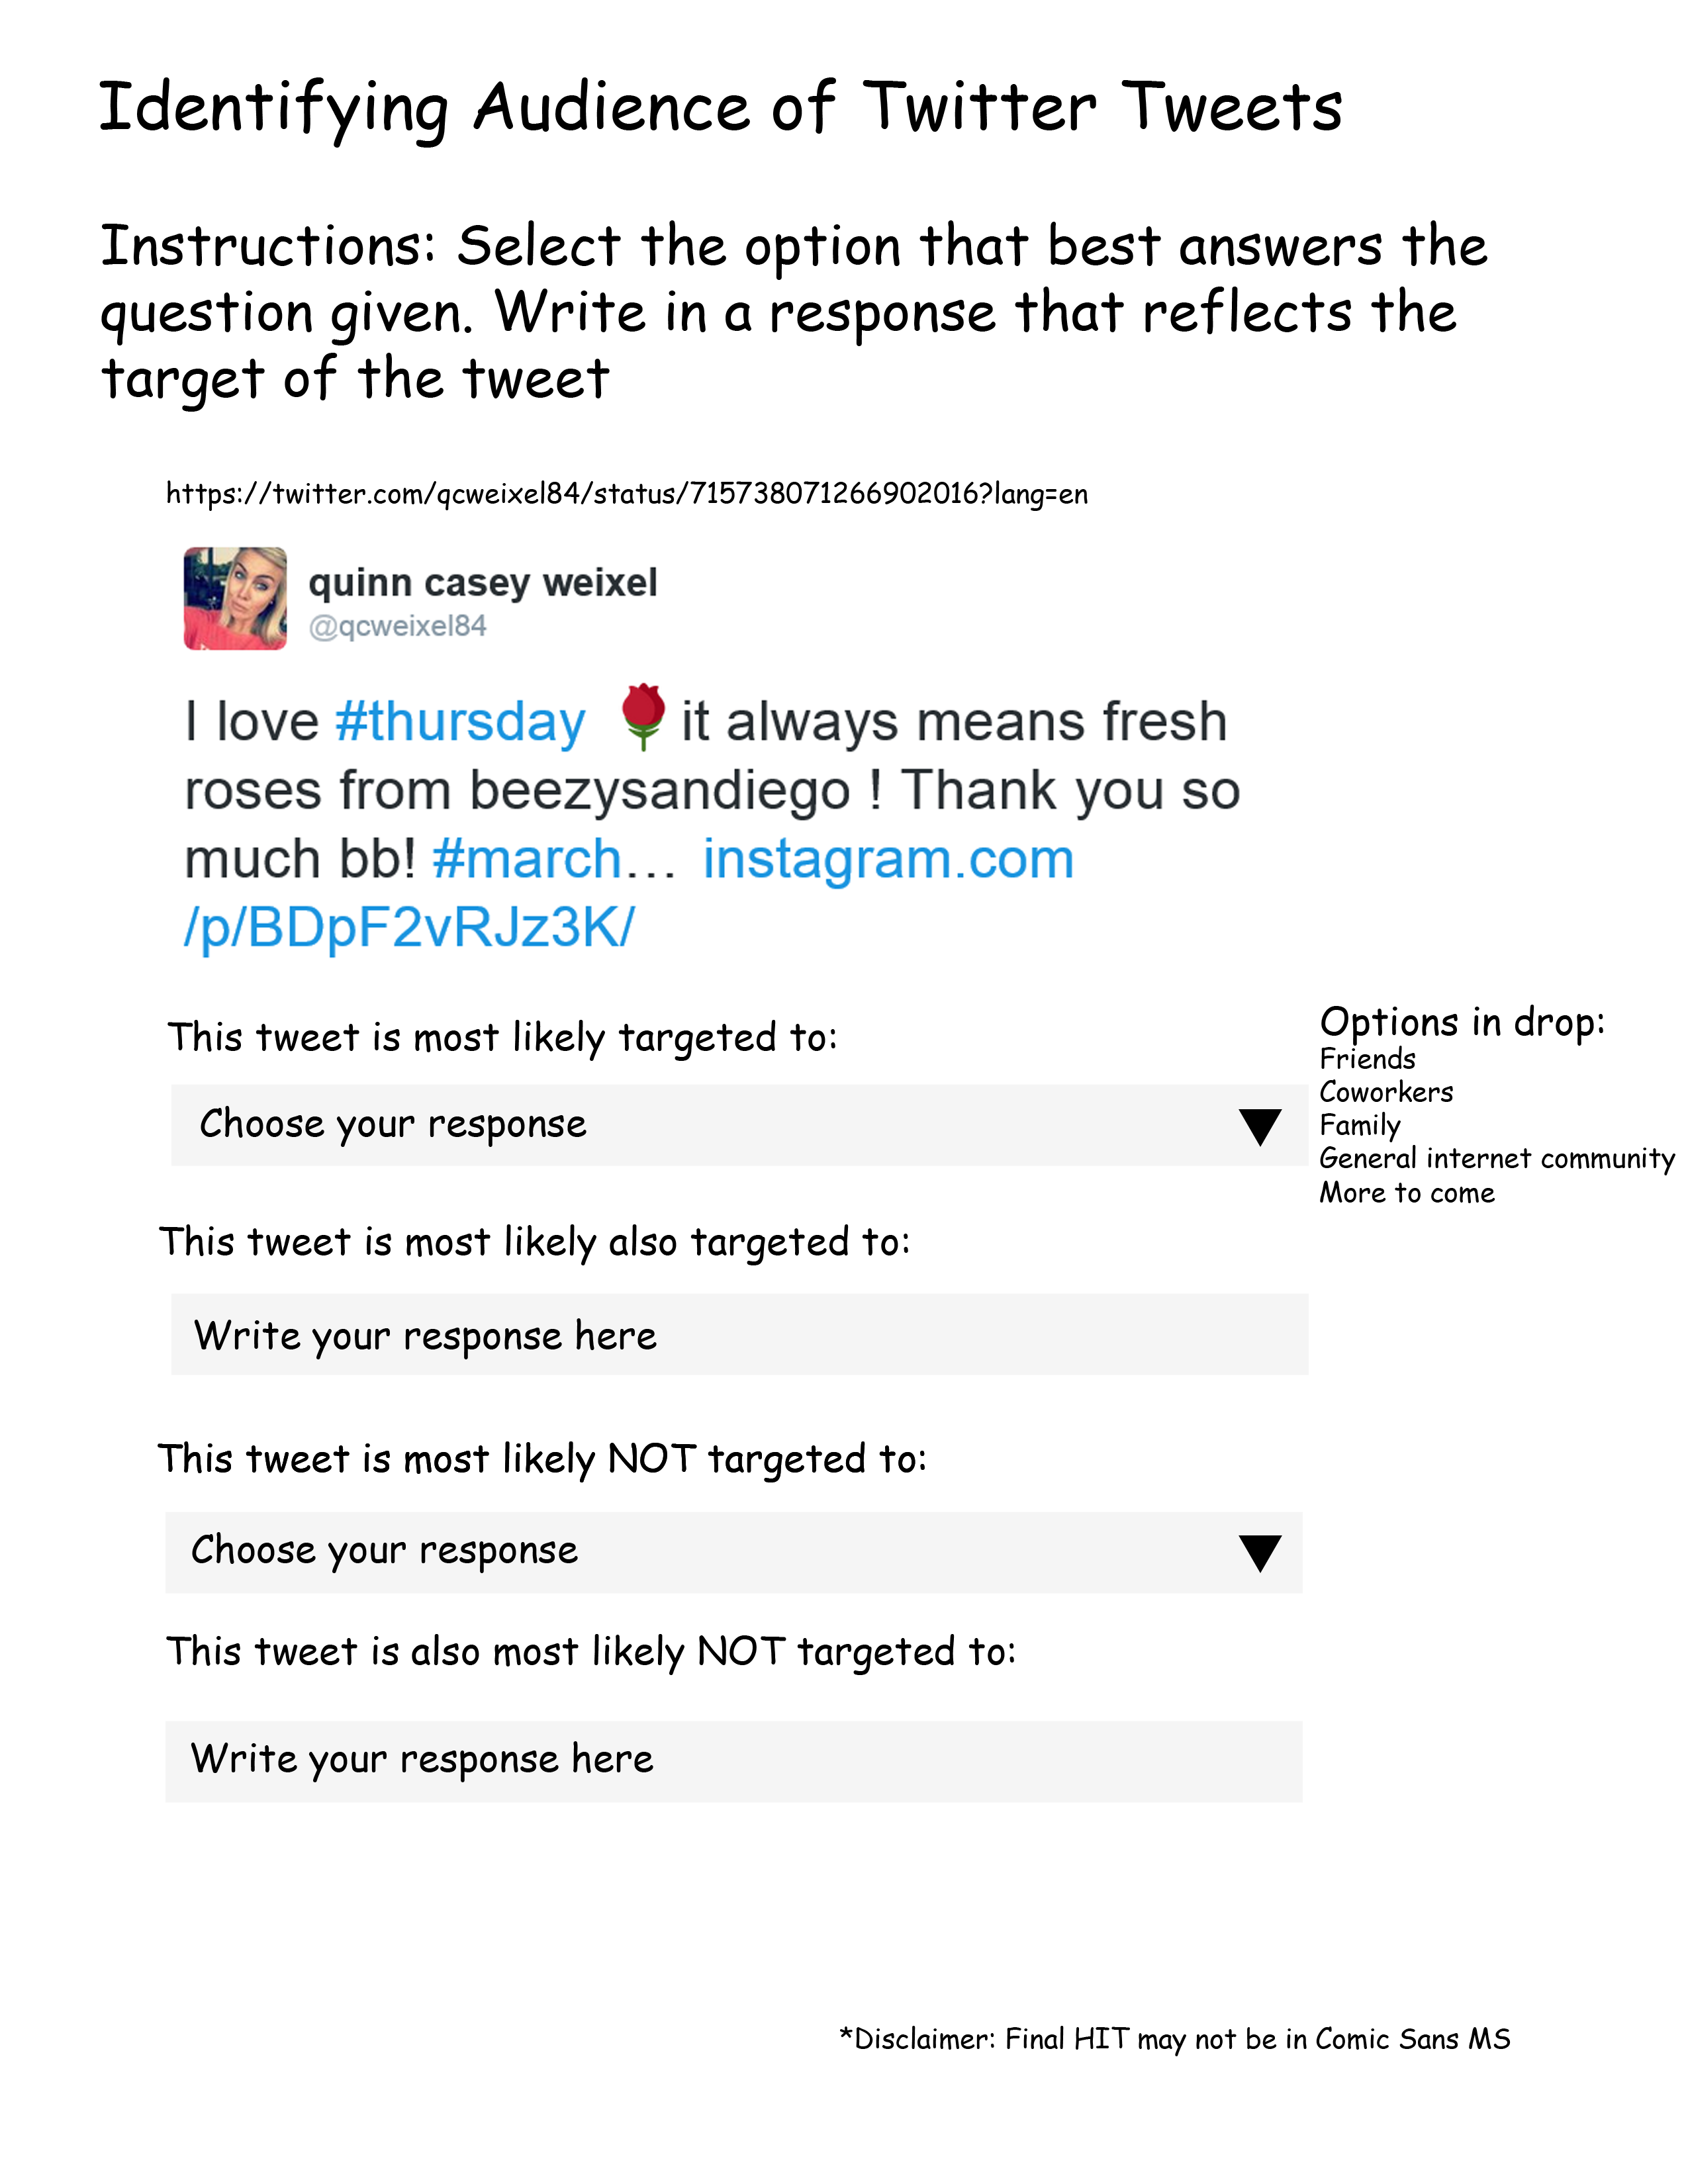 Identifying Audience of Twitter Tweets
Instructions: Select the option that best answers the
question given. Write in a response that reflects the
target of the tweet
https://twitter.com/qcweixel84/status/715738071266902016?lang=en
quinn casey weixel
@qcweixel84
I love #thursday 🌹it always means fresh
roses from beezysandiego ! Thank you so
much bb! #march… instagram.com
/p/BDpF2vRJz3K/
This tweet is most likely targeted to:
Choose your response
Options in drop:
Friends
Coworkers
Family
General internet community
More to come
This tweet is most likely also targeted to:
Write your response here
This tweet is most likely NOT targeted to:
Choose your response
This tweet is also most likely NOT targeted to:
Write your response here
*Disclaimer: Final HIT may not be in Comic Sans MS